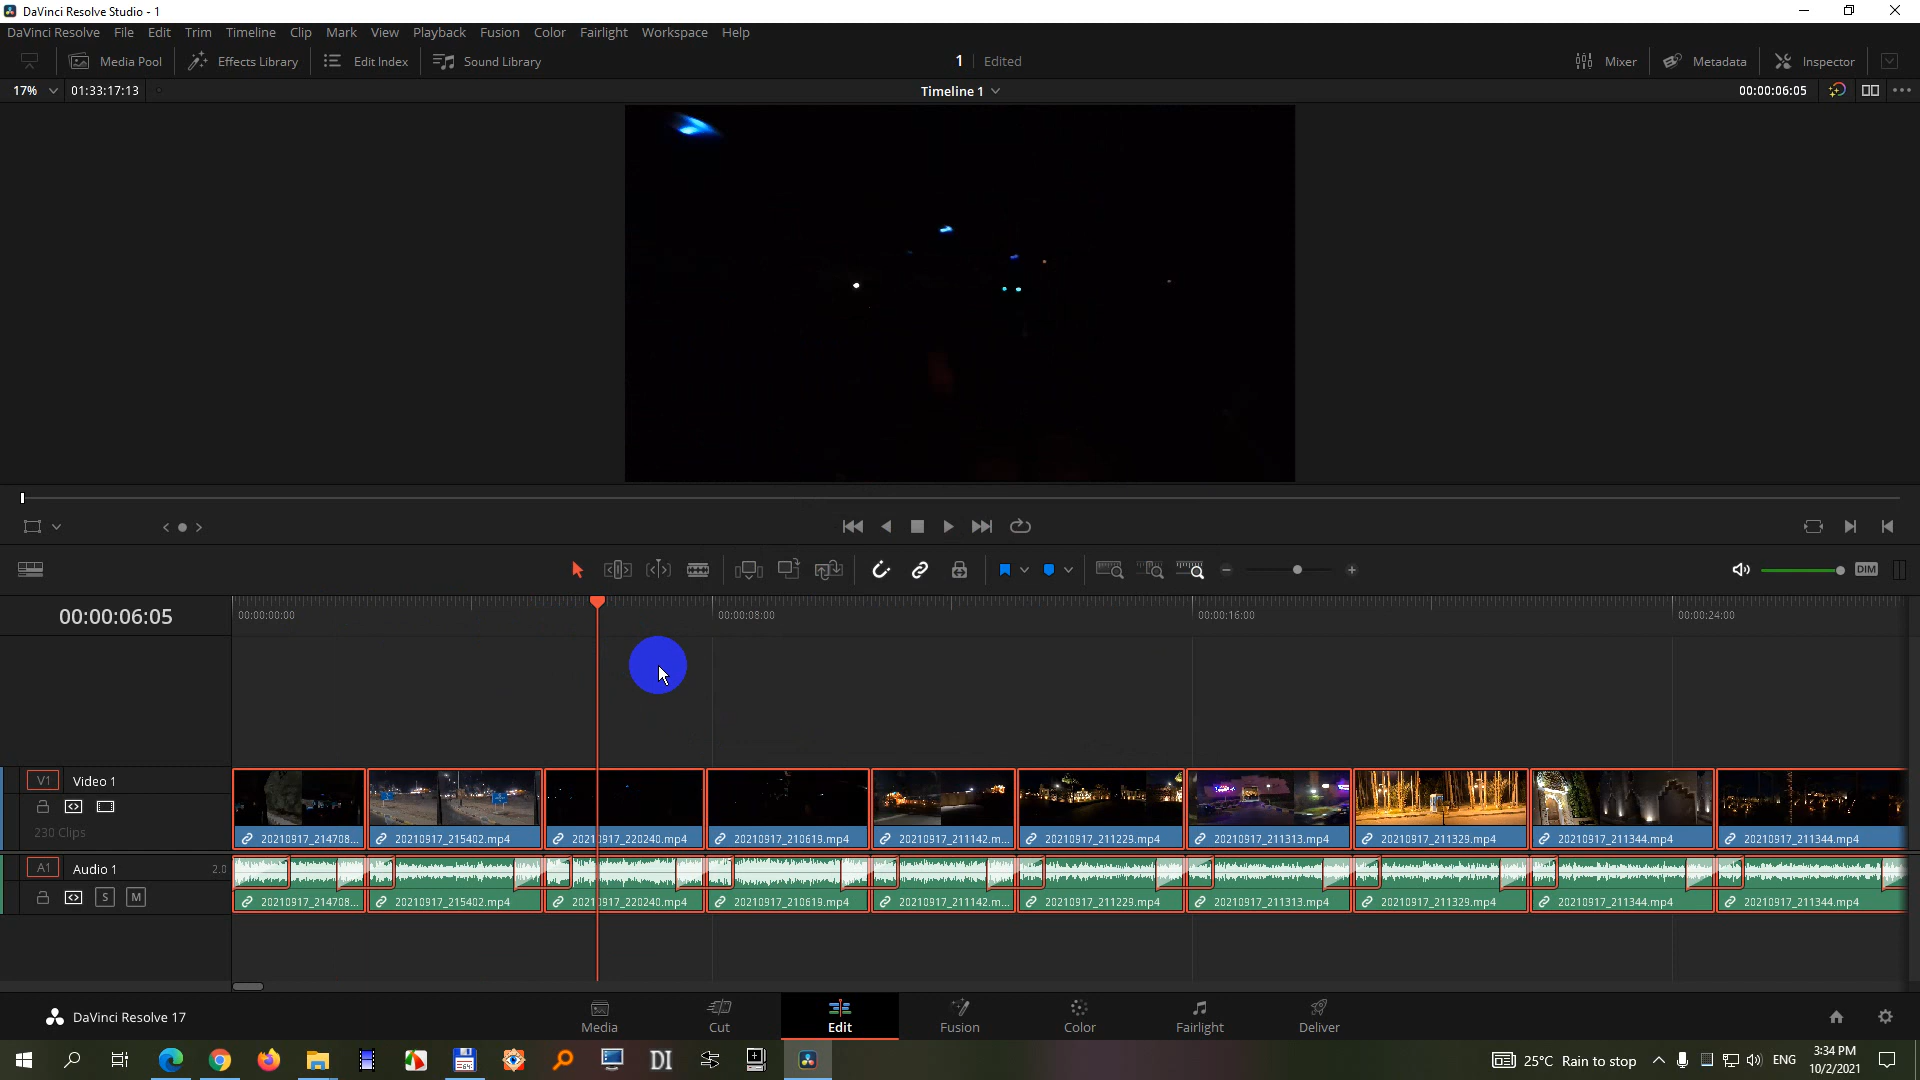 DaVinci Resolve Studio - 1
DaVinci Resolve File Edit Trim Timeline Clip Mark View Playback Fusion Color Fairlight Workspace Help
Media Pool Effects Library Edit Index Sound Library 1 Edited Mixer Metadata Inspector
17% 01:33:17:13 Timeline 1 00:00:06:05
DIM
00:00:06:05 00:00:00:00 00:00:08:00 00:00:16:00 00:00:24:00
V1 Video 1
230 Clips
20210917_214708... 20210917_215402.mp4 20210917_220240.mp4 20210917_210619.mp4 20210917_211142.m... 20210917_211229.mp4 20210917_211313.mp4 20210917_211329.mp4 20210917_211344.mp4 20210917_211344.mp4
A1 Audio 1 2.0
S M
20210917_214708... 20210917_215402.mp4 20210917_220240.mp4 20210917_210619.mp4 20210917_211142.m... 20210917_211229.mp4 20210917_211313.mp4 20210917_211329.mp4 20210917_211344.mp4 20210917_211344.mp4
DaVinci Resolve 17 Media Cut Edit Fusion Color Fairlight Deliver
DI 25°C Rain to stop ENG 3:34 PM
10/2/2021